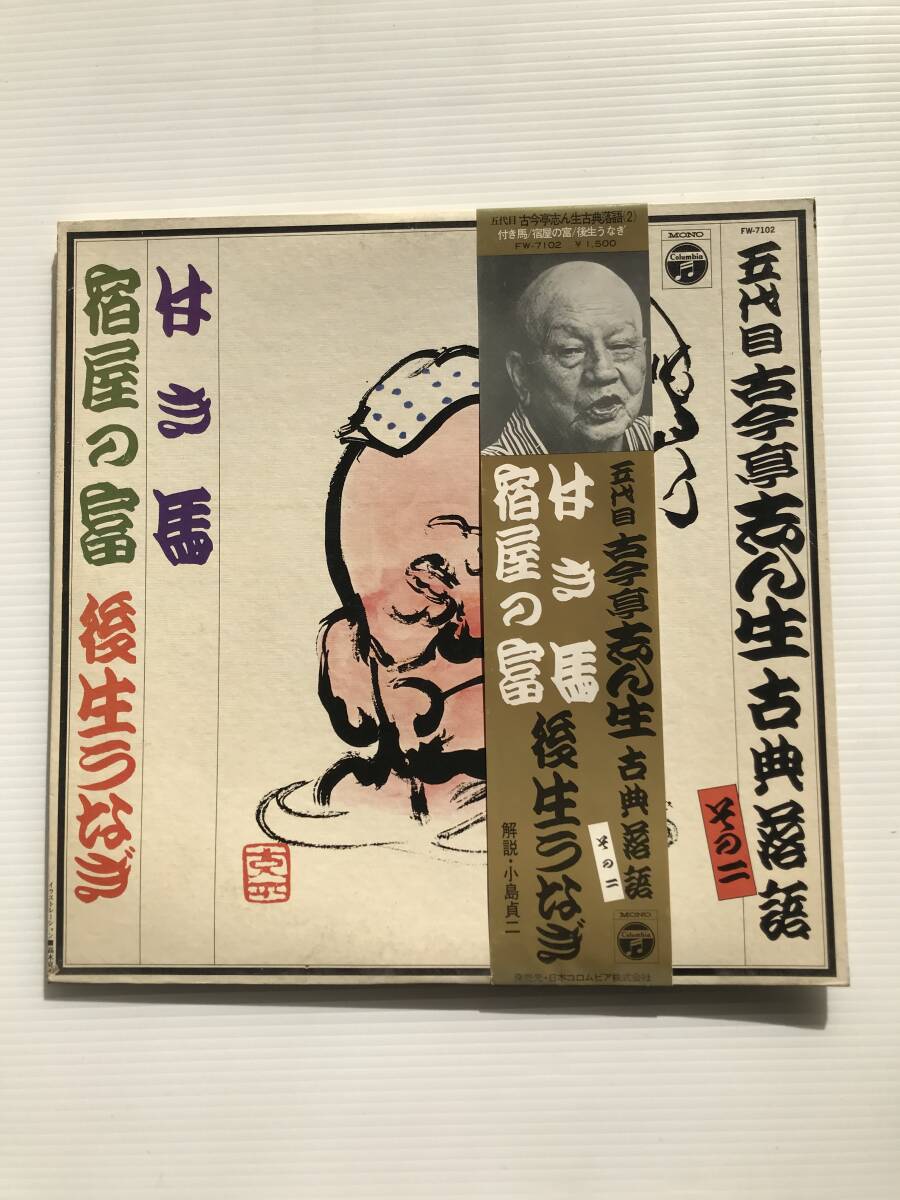 五代目 古今亭志ん生古典落語(2)
付き馬/宿屋の富/後生うなぎ
FW-7102 ¥1,500
MONO
Columbia
FW-7102
五代目 古今亭志ん生 古典落語
その二
付き馬
宿屋の富
後生うなぎ
五代目 古今亭志ん生 古典落語
その二
付き馬
宿屋の富
後生うなぎ
解説・小島貞二
MONO
Columbia
発売元・日本コロムビア株式会社
克平